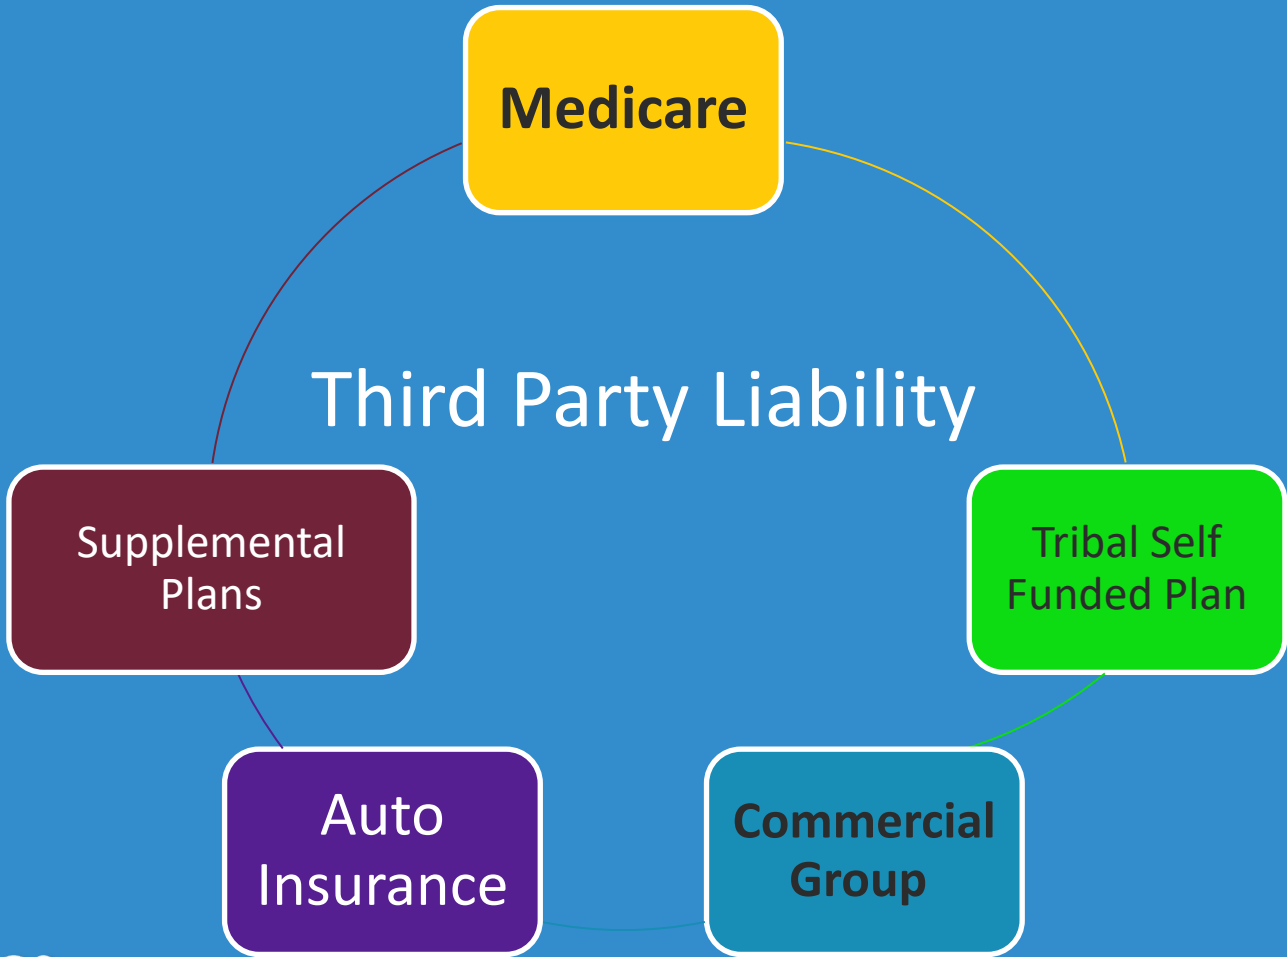 Medicare
Third Party Liability
Supplemental
Plans
Tribal Self
Funded Plan
Auto
Insurance
Commercial
Group